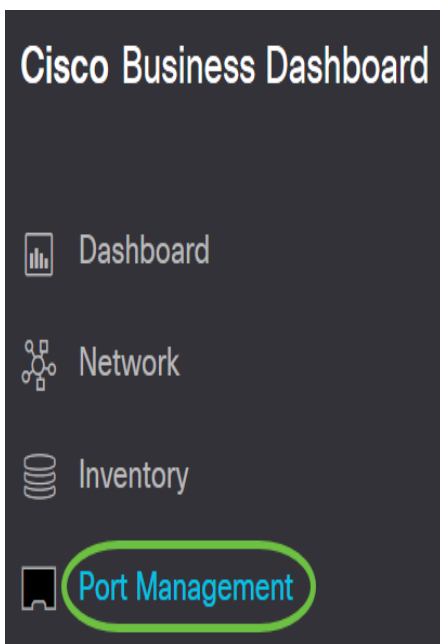 Cisco Business Dashboard
Dashboard
Network
Inventory
Port Management